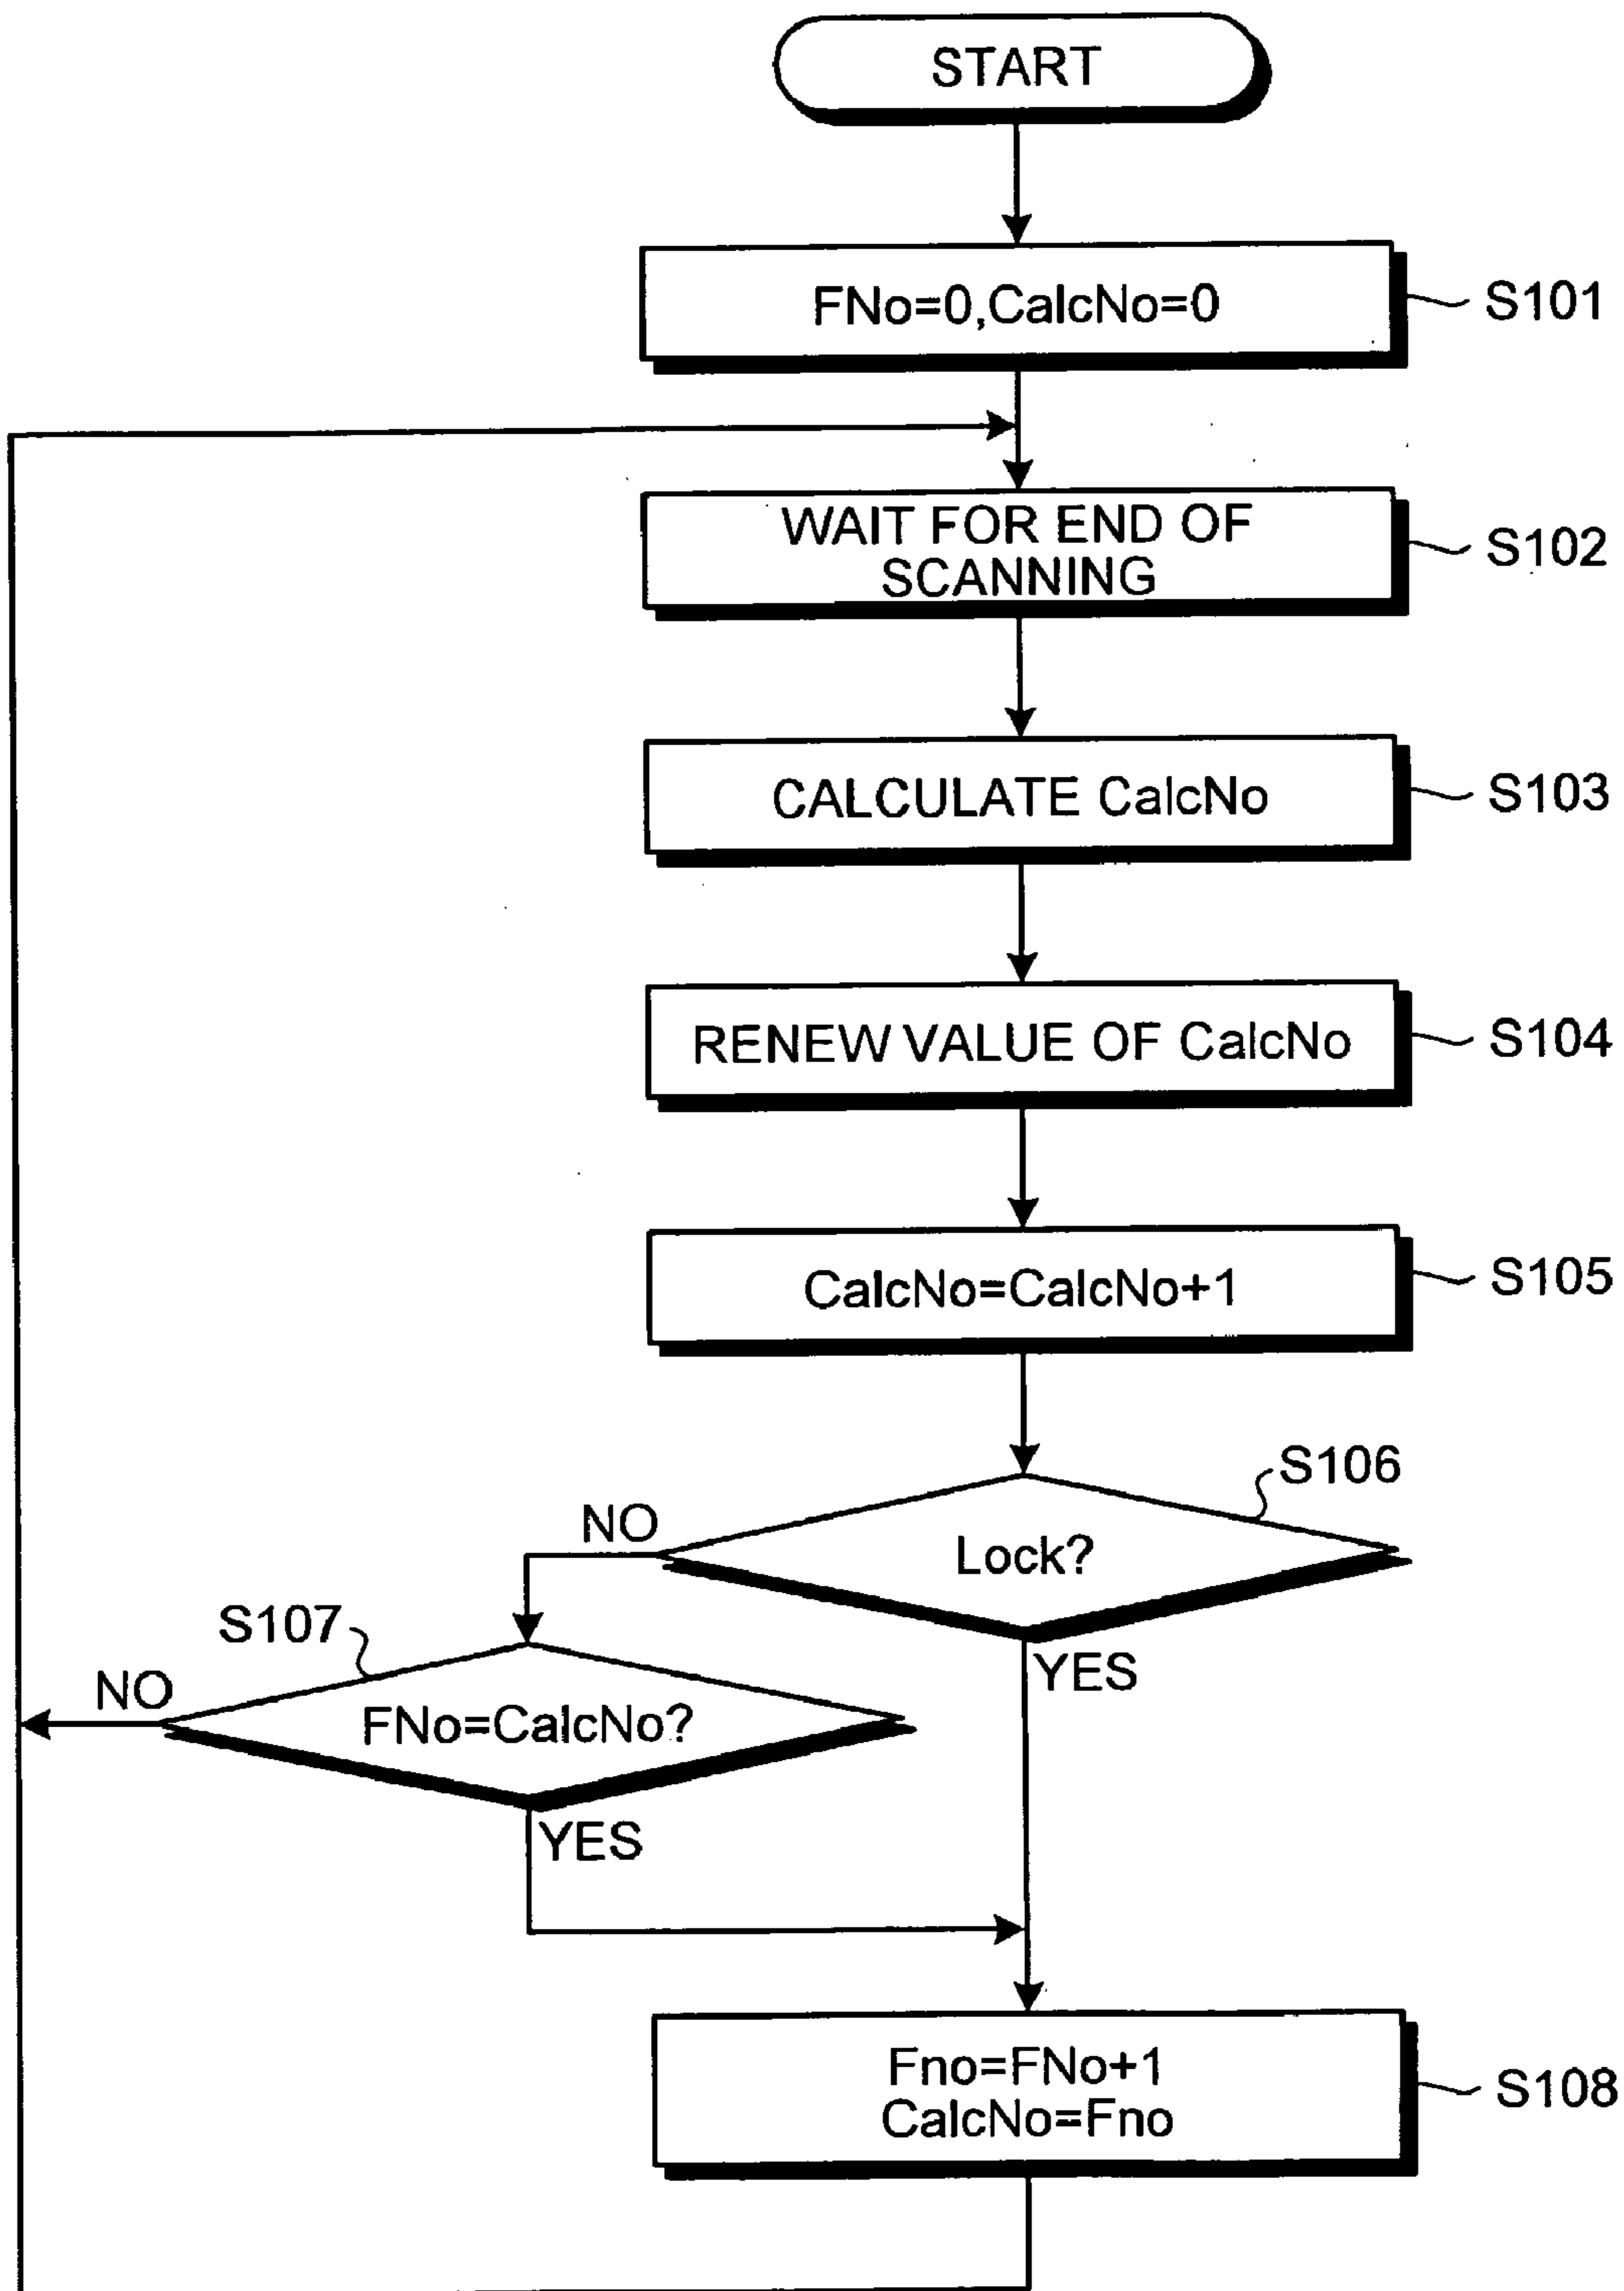 START
FNo=0,CalcNo=0
S101
WAIT FOR END OF
SCANNING
S102
CALCULATE CalcNo
S103
RENEW VALUE OF CalcNo
S104
CalcNo=CalcNo+1
S105
S106
NO
Lock?
S107
YES
NO
FNo=CalcNo?
YES
Fno=FNo+1
CalcNo=Fno
S108